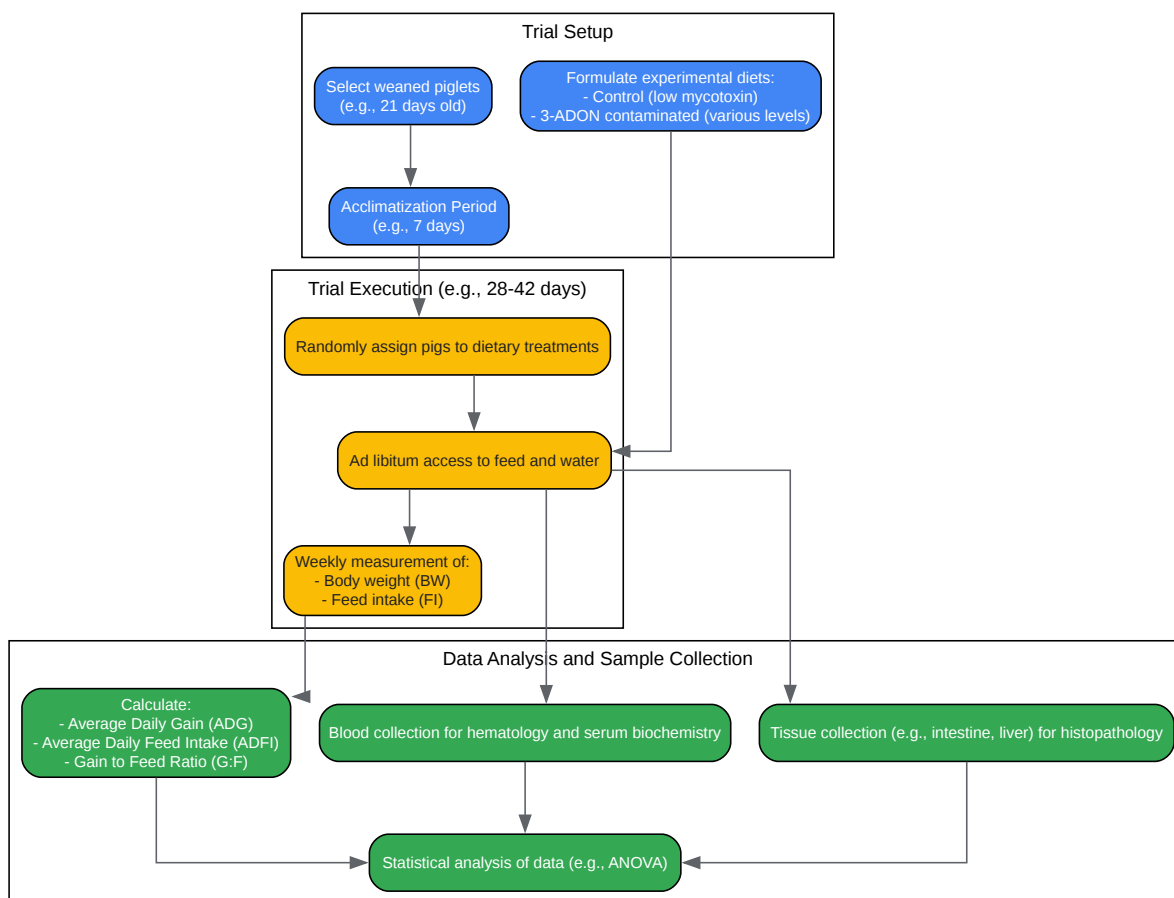 Trial Setup
Select weaned piglets
(e.g., 21 days old)
Formulate experimental diets:
- Control (low mycotoxin)
- 3-ADON contaminated (various levels)
Acclimatization Period
(e.g., 7 days)
Trial Execution (e.g., 28-42 days)
Randomly assign pigs to dietary treatments
Ad libitum access to feed and water
Weekly measurement of:
- Body weight (BW)
- Feed intake (FI)
Data Analysis and Sample Collection
Calculate:
- Average Daily Gain (ADG)
- Average Daily Feed Intake (ADFI)
- Gain to Feed Ratio (G:F)
Blood collection for hematology and serum biochemistry
Tissue collection (e.g., intestine, liver) for histopathology
Statistical analysis of data (e.g., ANOVA)